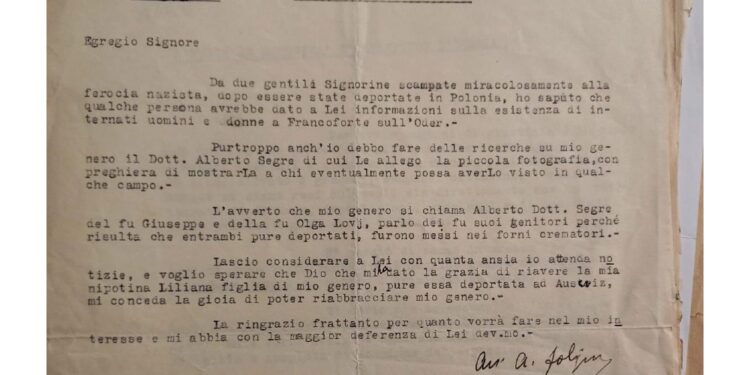 Egregio Signore
Da due gentili Signorine scampate miracolosamente alla
ferocia nazista, dopo essere state deportate in Polonia, ho saputo che
qualche persona avrebbe dato a Lei informazioni sulla esistenza di in-
ternati uomini e donne a Francoforte sull'Oder.-
Purtroppo anch'io debbo fare delle ricerche su mio ge-
nero il Dott. Alberto Segre di cui Le allego la piccola fotografia,con
preghiera di mostrarLa a chi eventualmente possa averLo visto in qual-
che campo.-
L'avverto che mio genero si chiama Alberto Dott. Segre
del fu Giuseppe e della fu Olga Lovj, parlo dei fu suoi genitori perché
risulta che entrambi pure deportati, furono messi nei forni crematori.-
Lascio considerare a Lei con quanta ansia io attenda no
tizie, e voglio sperare che Dio che mi ha dato la grazia di riavere la mia
nipotina Liliana figlia di mio genero, pure essa deportata ad Auswiz,
mi conceda la gioia di poter riabbracciare mio genero.-
La ringrazio frattanto per quanto vorrà fare nel mio in
teresse e mi abbia con la maggior deferenza di Lei dev.mo.-